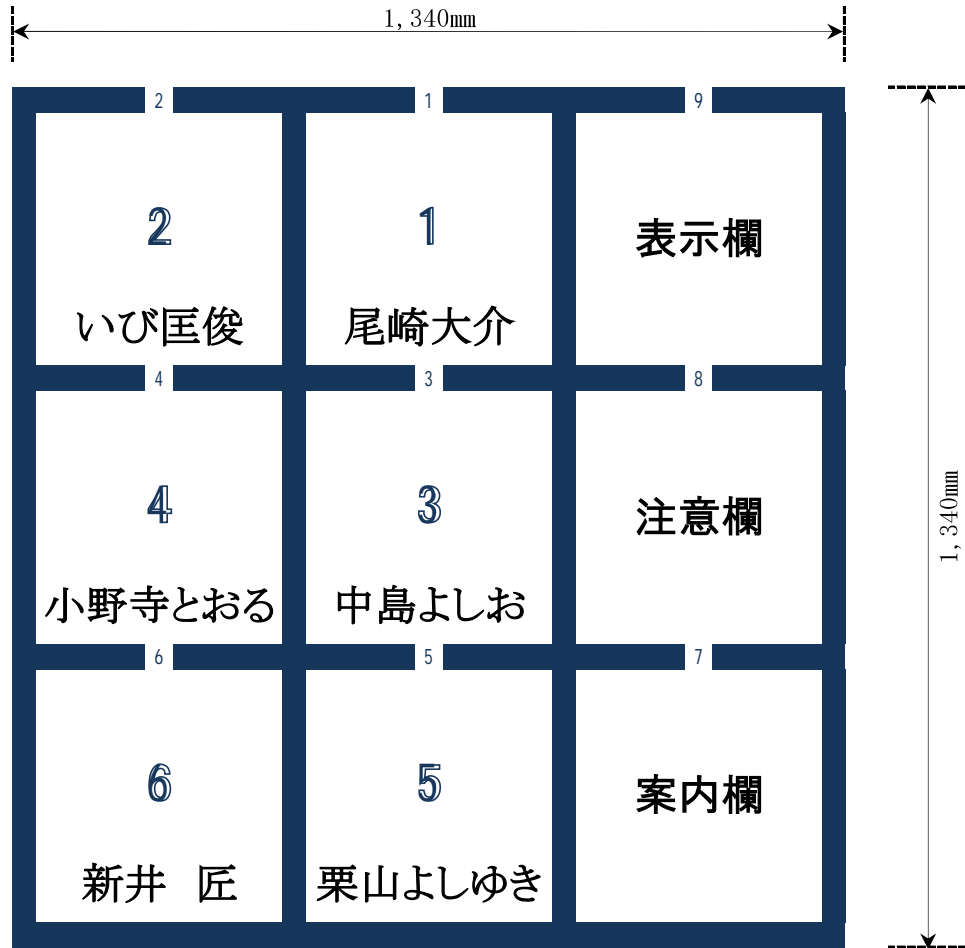 1,340mm
2
1
9
2
1
表示欄
いび匡俊
尾崎大介
4
3
8
4
3
注意欄
小野寺とおる
中島よしお
6
5
7
6
5
案内欄
新井　匠
栗山よしゆき
1,340mm